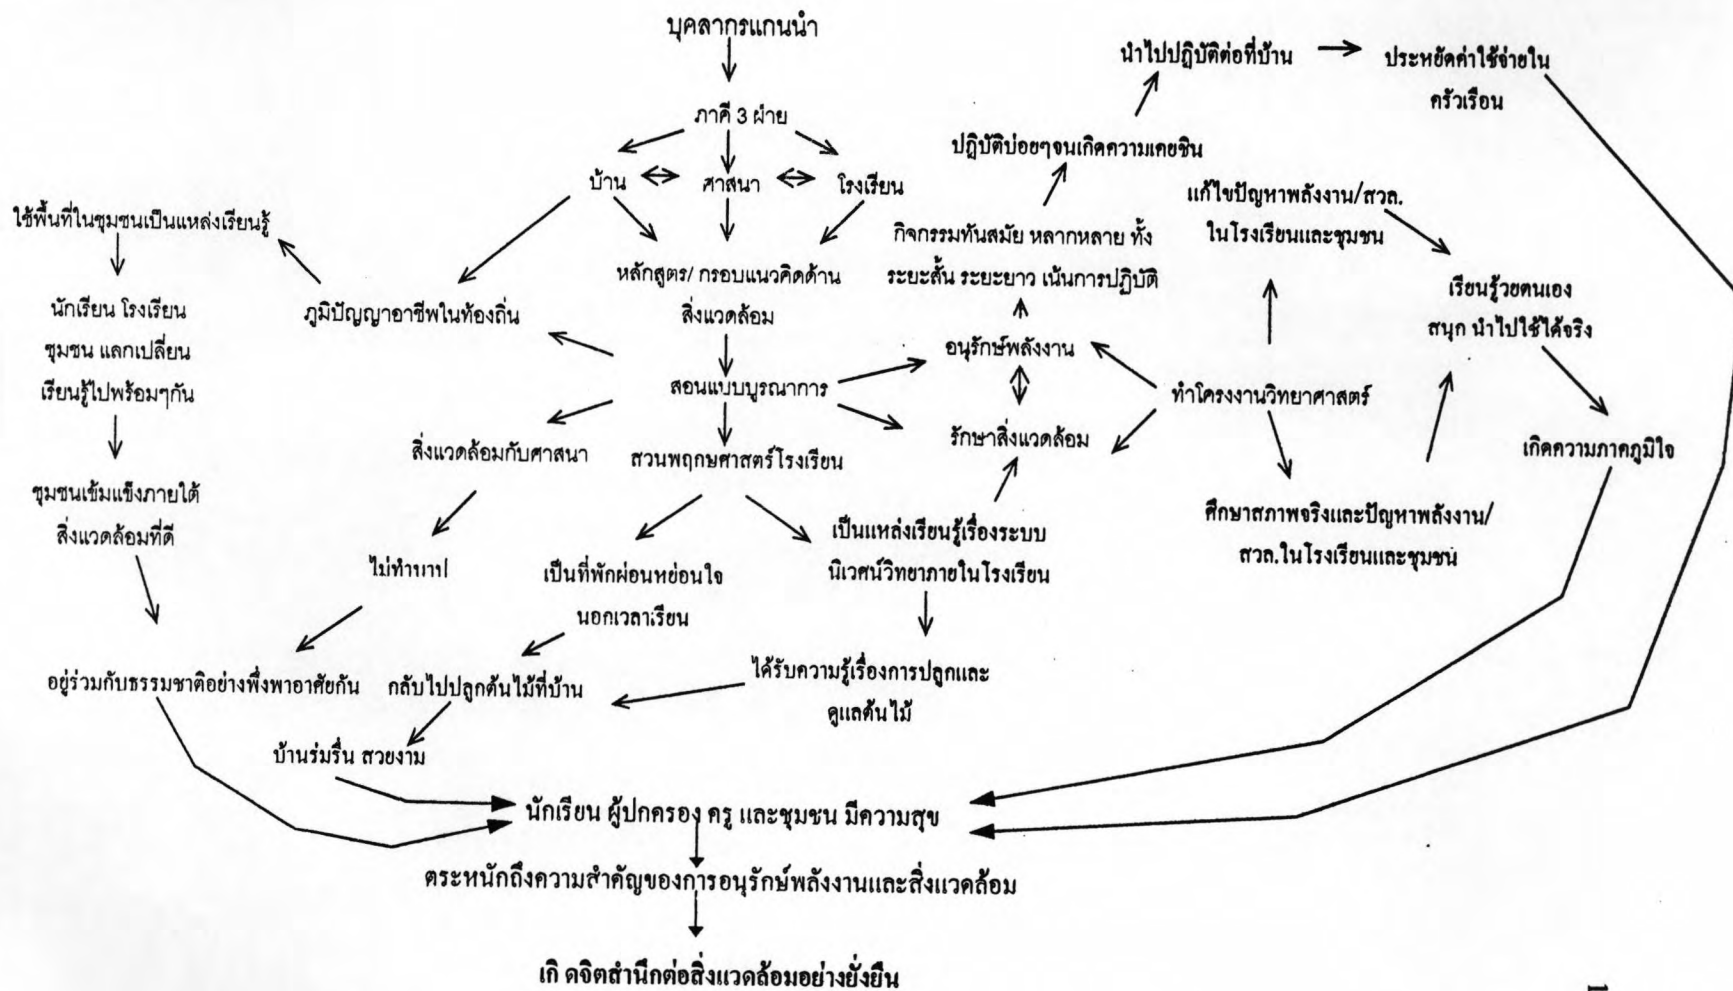 บุคลากรแกนนำ
ภาคี 3 ฝ่าย
บ้าน
ศาสนา
โรงเรียน
หลักสูตร/ กรอบแนวคิดด้าน
สิ่งแวดล้อม
สอนแบบบูรณาการ
ใช้พื้นที่ในชุมชนเป็นแหล่งเรียนรู้
นักเรียน โรงเรียน
ชุมชน แลกเปลี่ยน
เรียนรู้ไปพร้อมๆกัน
ชุมชนเข้มแข็งภายใต้
สิ่งแวดล้อมที่ดี
ภูมิปัญญาอาชีพในท้องถิ่น
สิ่งแวดล้อมกับศาสนา
ไม่ทำบาป
อยู่ร่วมกับธรรมชาติอย่างพึ่งพาอาศัยกัน
สวนพฤกษศาสตร์โรงเรียน
เป็นที่พักผ่อนหย่อนใจ
นอกเวลาเรียน
กลับไปปลูกต้นไม้ที่บ้าน
บ้านร่มรื่น สวยงาม
เป็นแหล่งเรียนรู้เรื่องระบบ
นิเวศน์วิทยาภายในโรงเรียน
ได้รับความรู้เรื่องการปลูกและ
ดูแลต้นไม้
นำไปปฏิบัติต่อที่บ้าน
ประหยัดค่าใช้จ่ายใน
ครัวเรือน
ปฏิบัติบ่อยๆจนเกิดความเคยชิน
กิจกรรมทันสมัย หลากหลาย ทั้ง
ระยะสั้น ระยะยาว เน้นการปฏิบัติ
อนุรักษ์พลังงาน
รักษาสิ่งแวดล้อม
แก้ไขปัญหาพลังงาน/สวล.
ในโรงเรียนและชุมชน
ทำโครงงานวิทยาศาสตร์
ศึกษาสภาพจริงและปัญหาพลังงาน/
สวล.ในโรงเรียนและชุมชน
เรียนรู้วยตนเอง
สนุก นำไปใช้ได้จริง
เกิดความภาคภูมิใจ
นักเรียน ผู้ปกครอง ครู และชุมชน มีความสุข
ตระหนักถึงความสำคัญของการอนุรักษ์พลังงานและสิ่งแวดล้อม
เกิ ดจิตสำนึกต่อสิ่งแวดล้อมอย่างยั่งยืน